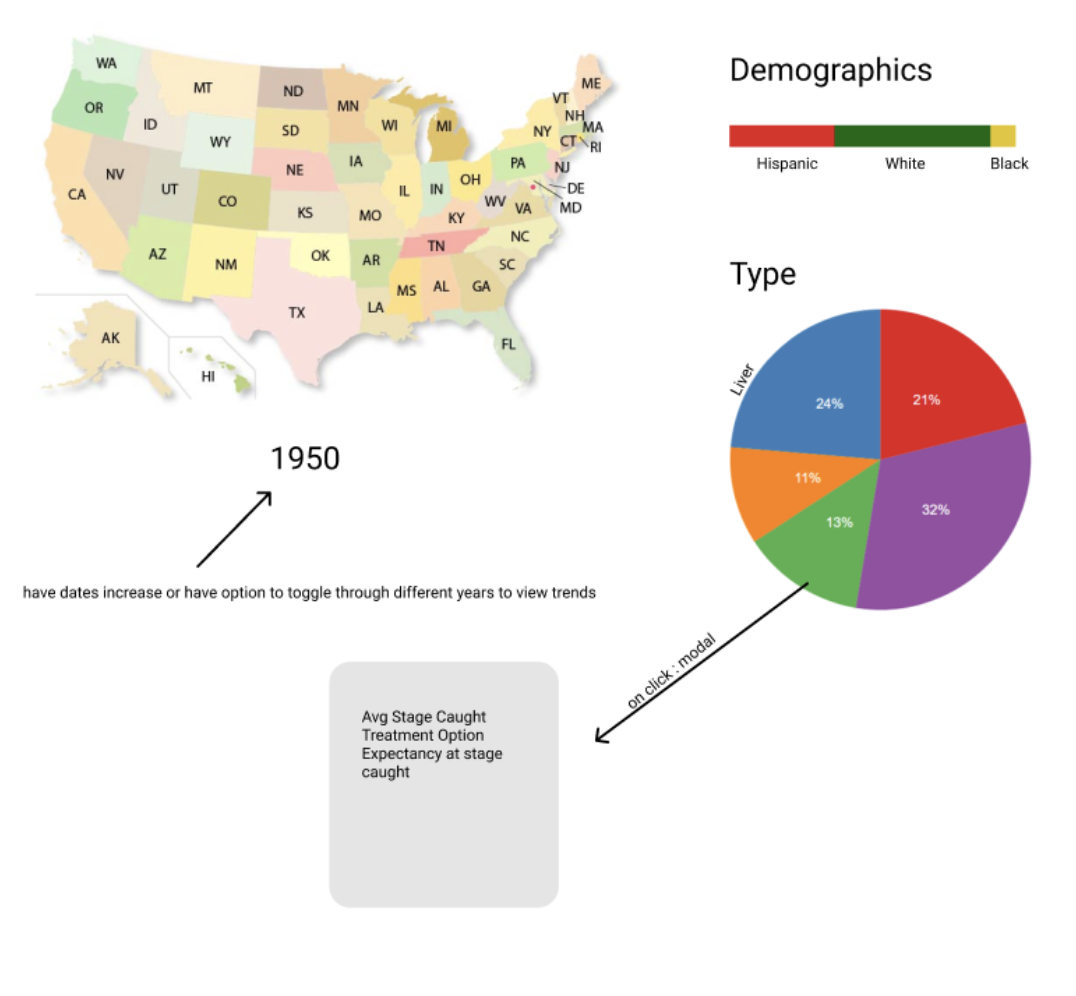 WA
OR
CA
NV
ID
MT
WY
UT
CO
AZ
NM
ND
SD
NE
KS
OK
TX
MN
IA
MO
AR
LA
WI
IL
MS
MI
IN
KY
TN
AL
OH
WV
GA
FL
SC
NC
VA
PA
NY
VT
NH
ME
MA
RI
CT
NJ
DE
MD
AK
HI
1950
have dates increase or have option to toggle through different years to view trends
Demographics
Hispanic White Black
Type
Liver
24%
21%
11%
13%
32%
on click : modal
Avg Stage Caught
Treatment Option
Expectancy at stage
caught